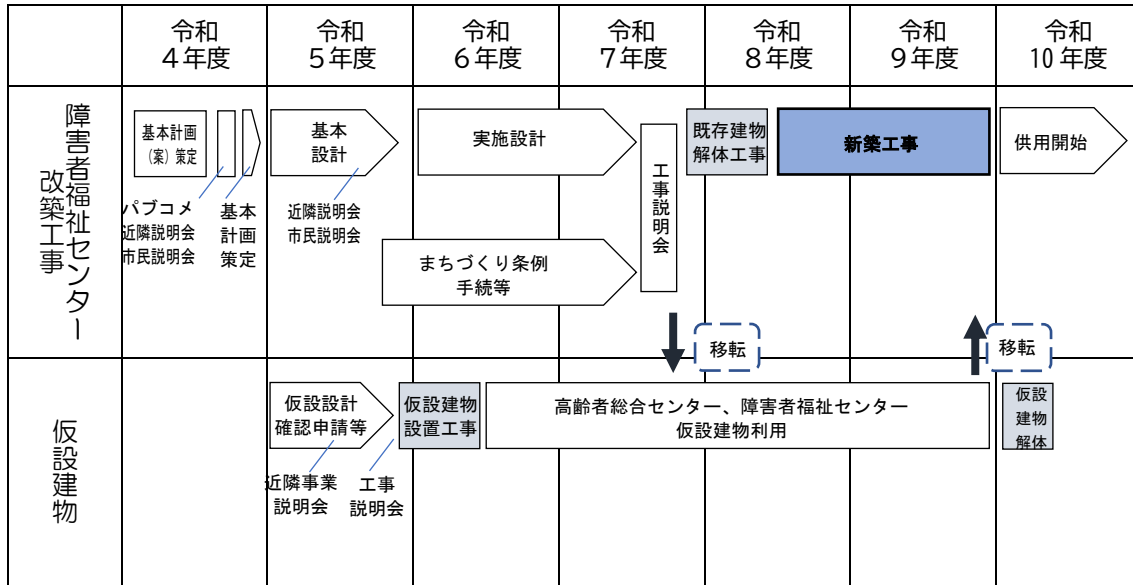 令和
４年度
令和
５年度
令和
６年度
令和
７年度
令和
８年度
令和
９年度
令和
10 年度
障害者福祉センター
改築工事
基本計画
（案）策定
パブコメ
近隣説明会
市民説明会
基本
計画
策定
基本
設計
近隣説明会
市民説明会
実施設計
まちづくり条例
手続等
工事説明会
既存建物
解体工事
新築工事
供用開始
移転
移転
仮設建物
仮設設計
確認申請等
近隣事業
説明会
工事
説明会
仮設建物
設置工事
高齢者総合センター、障害者福祉センター
仮設建物利用
仮設
建物
解体